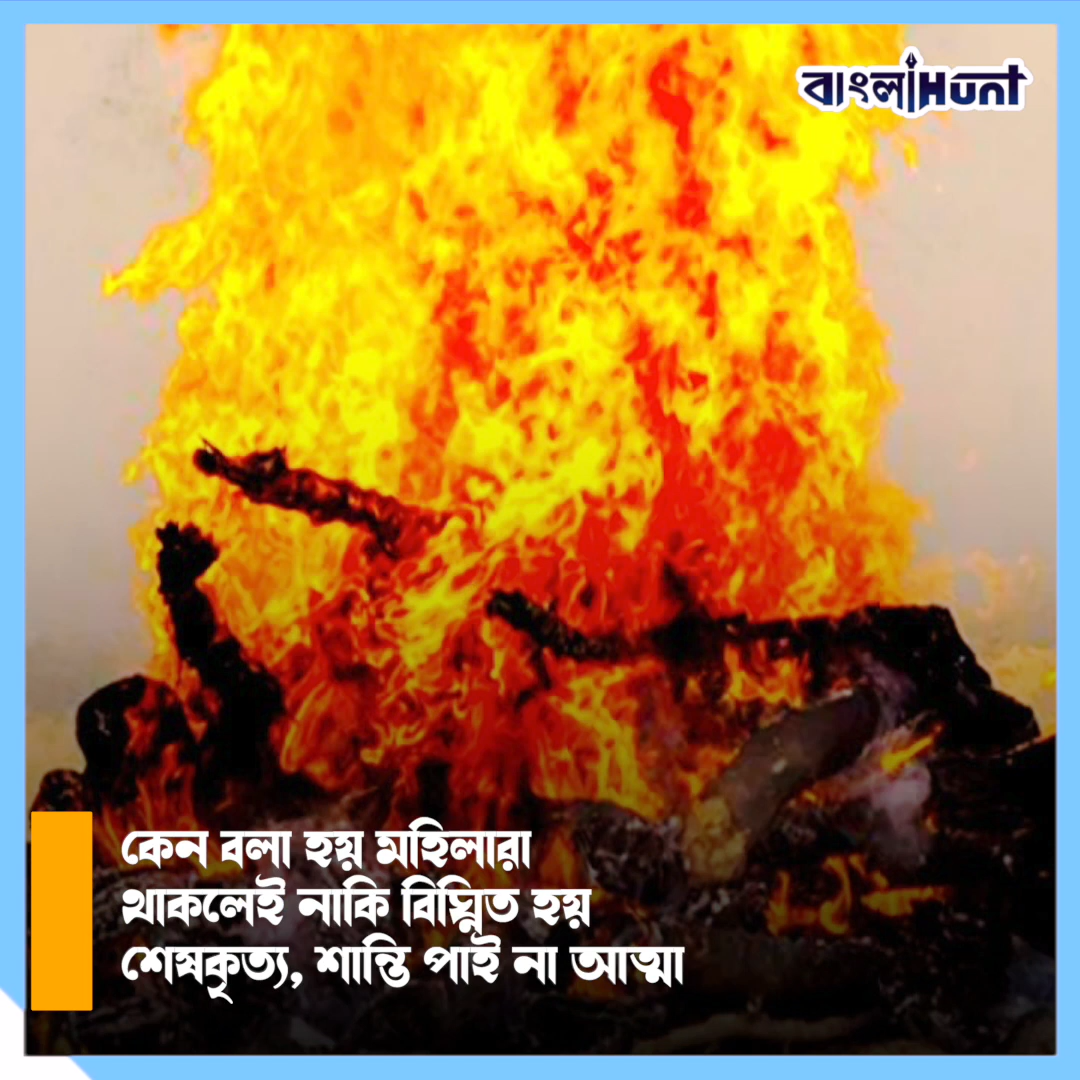 বাংলাHunt
কেন বলা হয় মহিলারা
থাকলেই নাকি বিঘ্নিত হয়
শেষকৃত্য, শান্তি পাই না আত্মা